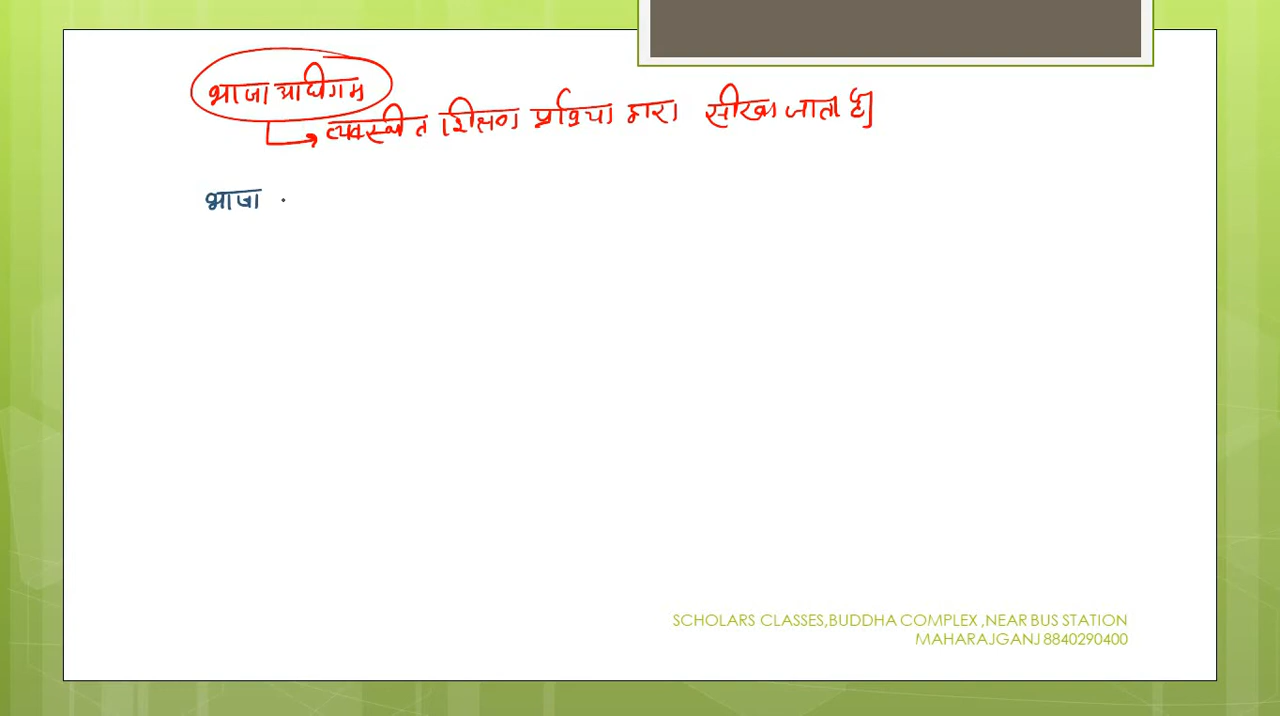 भाषा अधिगम
व्यवस्थीत शिक्षण प्रक्रिया द्वारा सीखा जाता है।
भाषा
SCHOLARS CLASSES,BUDDHA COMPLEX ,NEAR BUS STATION
MAHARAJGANJ 8840290400